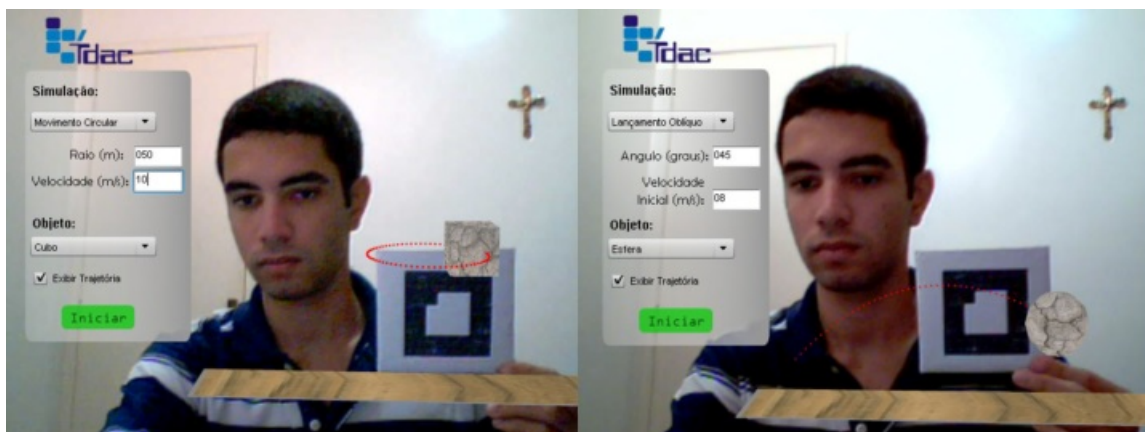 Tdac
Simulação:
Movimento Circular
Raio (m): 050
Velocidade (m/s): 10
Objeto:
Cubo
Exibir Trajetória
Iniciar
Tdac
Simulação:
Lançamento Oblíquo
Angulo (graus): 045
Velocidade
Inicial (m/s): 08
Objeto:
Esfera
Exibir Trajetória
Iniciar